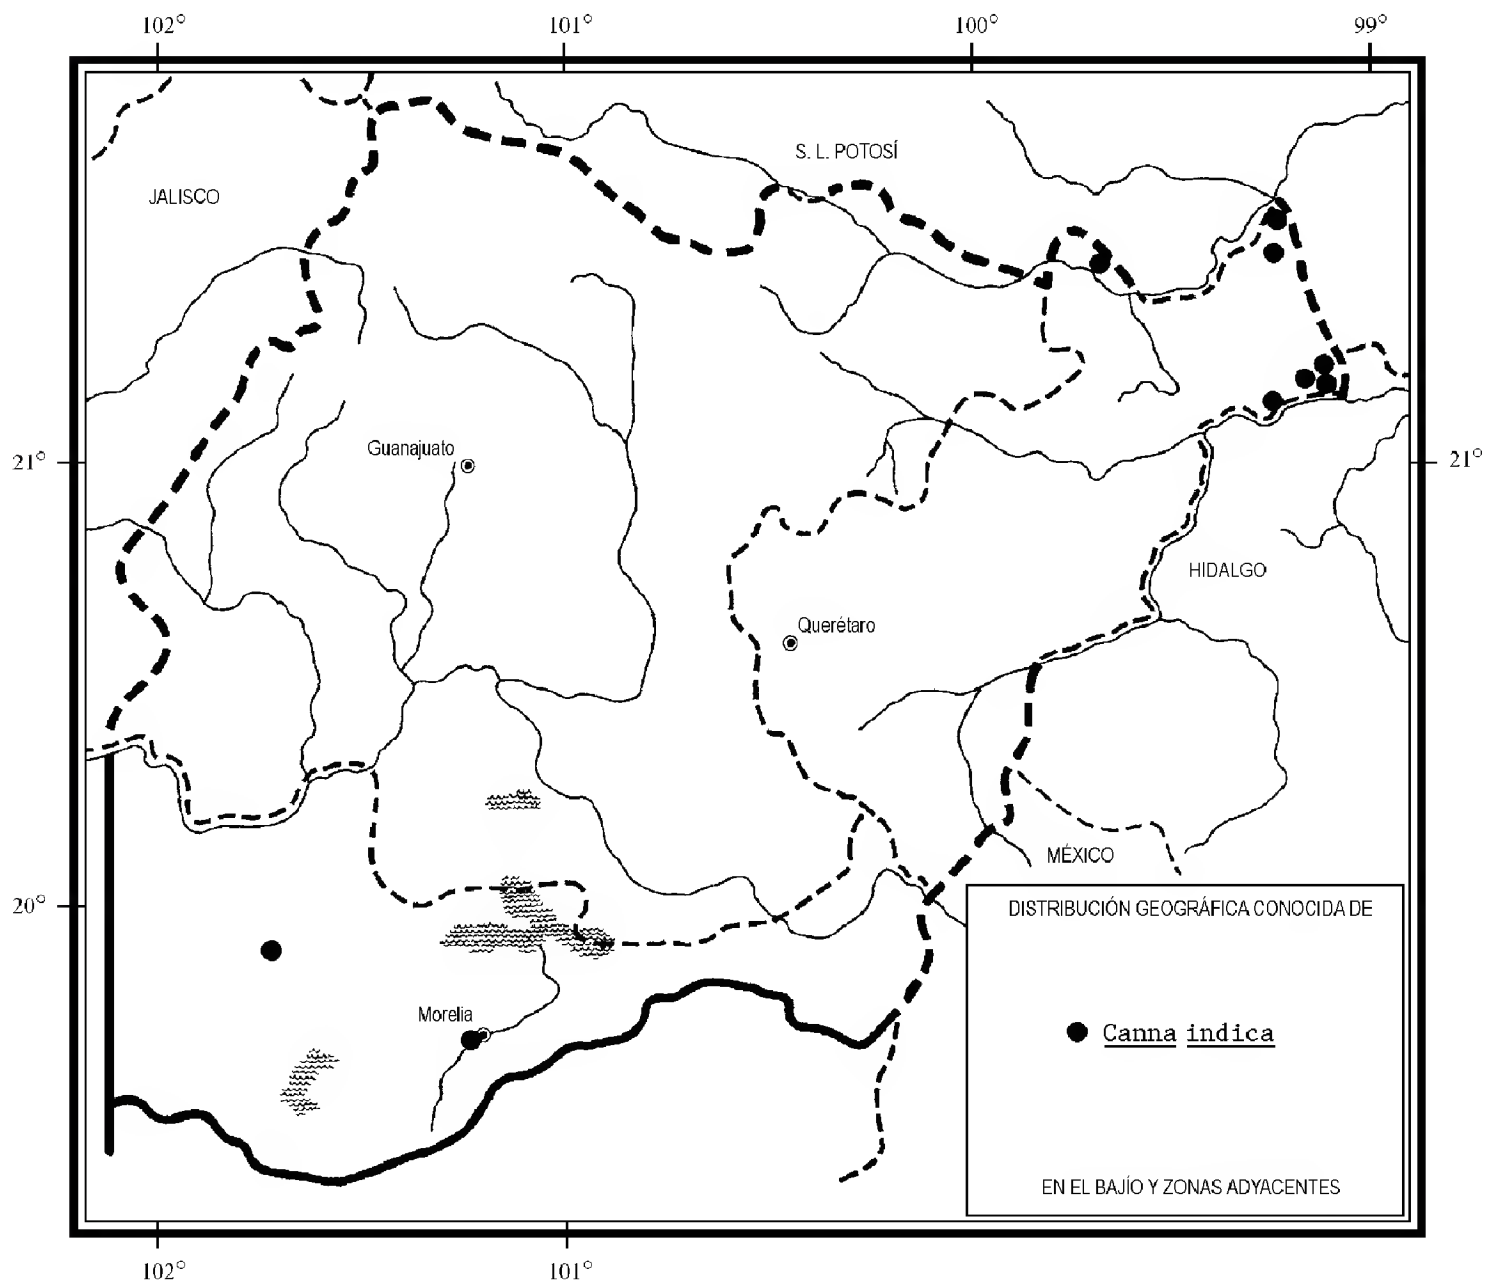 102° 101° 100° 99°
S. L. POTOSÍ
JALISCO
Guanajuato
21° 21°
HIDALGO
Querétaro
MÉXICO
20°
DISTRIBUCIÓN GEOGRÁFICA CONOCIDA DE
Morelia
Canna indica
EN EL BAJÍO Y ZONAS ADYACENTES
102° 101°